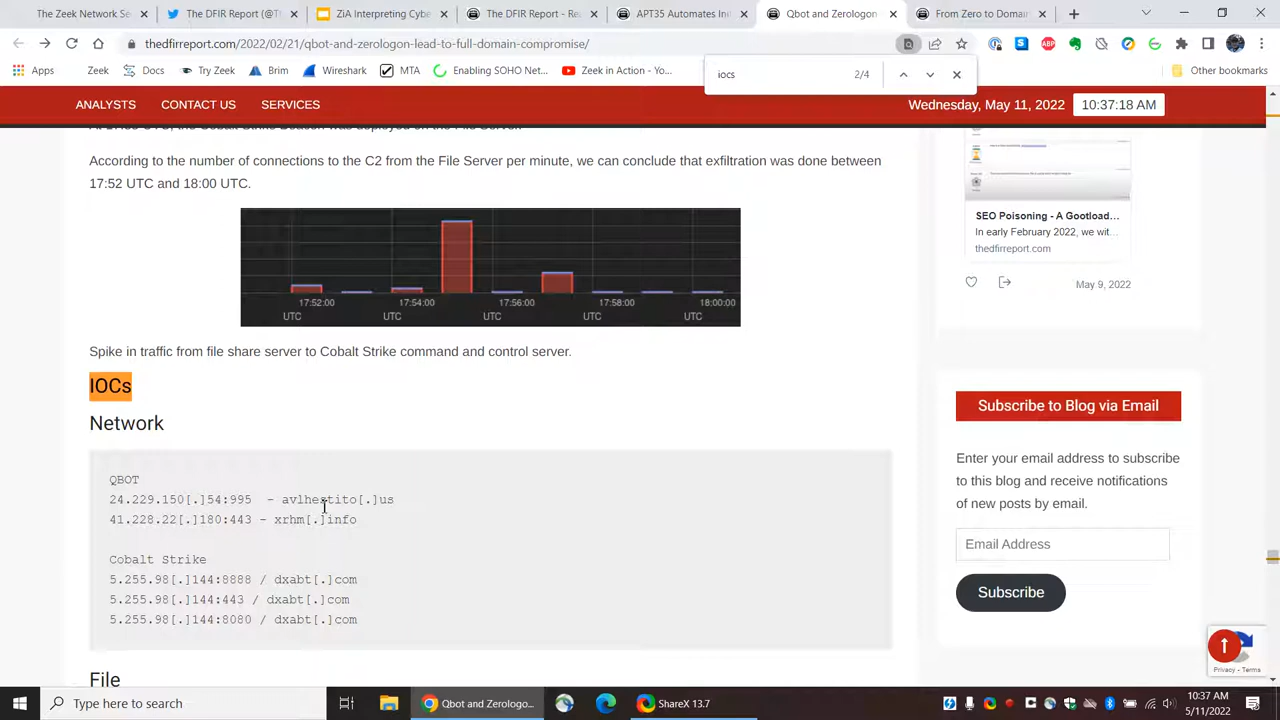 The Zeek Network Sec
Twitter Post (@T
ZiA Interpreting Cybe
The DFIR Report - Rea
APT35 Automates Init
Qbot and Zerologon
From Zero to Domain
thedfirreport.com/2022/02/21/qbot-and-zerologon-lead-to-full-domain-compromise/
Apps
Zeek
Docs
Try Zeek
Brim
Wireshark
MTA
Enabling SOHO Net...
Zeek in Action - Yo...
Other bookmarks
iocs
2/4
ANALYSTS
CONTACT US
SERVICES
Wednesday, May 11, 2022
10:37:18 AM
According to the number of connections to the C2 from the File Server per minute, we can conclude that exfiltration was done between
17:52 UTC and 18:00 UTC.
17:52:00 17:54:00 17:56:00 17:58:00 18:00:00
UTC UTC UTC UTC UTC
Spike in traffic from file share server to Cobalt Strike command and control server.
IOCs
Network
QBOT
24.229.150[.]54:995 - avlhestito[.]us
41.228.22[.]180:443 - xrhm[.]info
Cobalt Strike
5.255.98[.]144:8888 / dxabt[.]com
5.255.98[.]144:443 / dxabt[.]com
5.255.98[.]144:8080 / dxabt[.]com
File
SEO Poisoning - A Gootload...
In early February 2022, we wit...
thedfirreport.com
May 9, 2022
Subscribe to Blog via Email
Enter your email address to subscribe
to this blog and receive notifications
of new posts by email.
Email Address
Subscribe
Privacy - Terms
Type here to search
Qbot and Zerologo...
ShareX 13.7
10:37 AM
5/11/2022